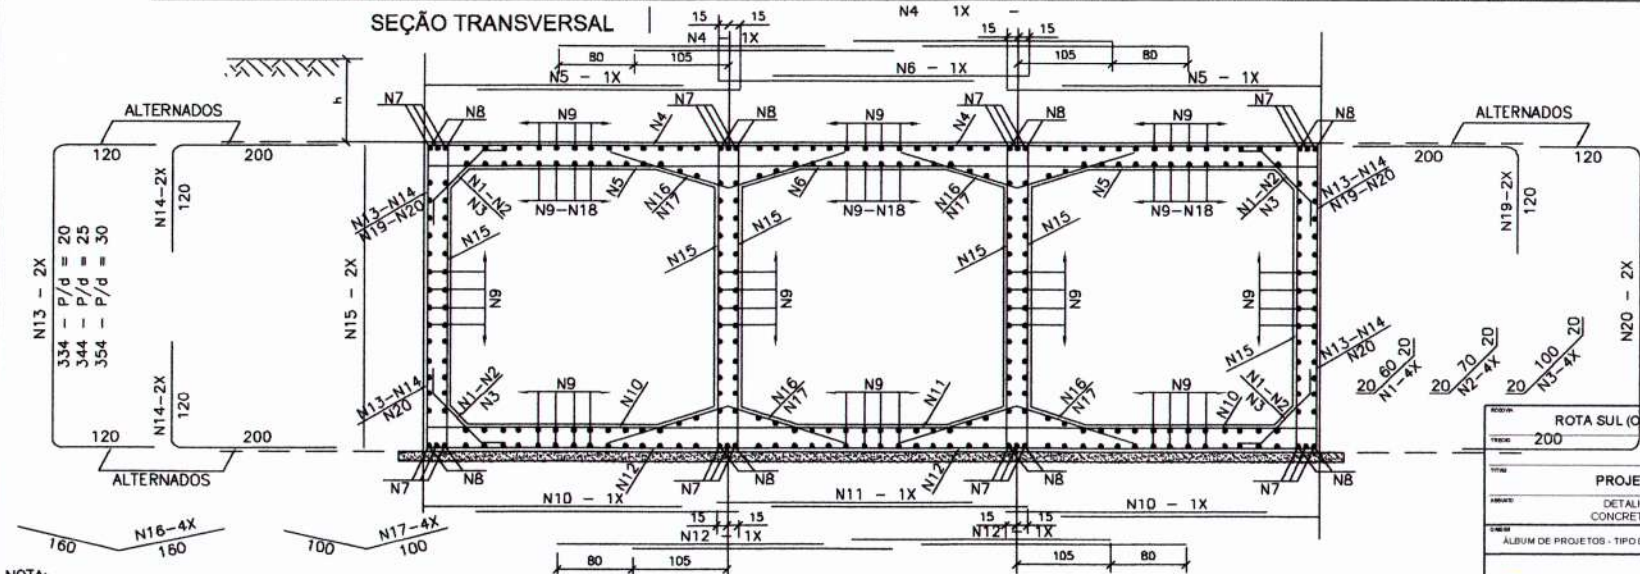 SEÇÃO TRANSVERSAL
15 15
N4 - 1X
80 105
N5 - 1X
N4 1X -
15 15
N6 - 1X
105 80
N5 - 1X
h
ALTERNADOS
120
200
N7 N8 N9 N4
N7 N8 N9
N7 N4 N8 N9 N8
ALTERNADOS
200
120
N13 - 2X
334 - P/d = 20
344 - P/d = 25
354 - P/d = 30
N14-2X
120
N15 - 2X
N13-N14
N19-N20
N1-N2
N3
N15
N9-N18
N5
N16
N17
N15
N15
N6
N9-N18
N16
N17
N15
N15
N5
N9-N18
N1-N2
N3
N13-N14
N19-N20
N19-2X
120
N20 - 2X
N9
N9
N9
N9
N14-2X
120
N13-N14
N20
N1-N2
N3
N9
N10
N16
N17
N9
N11
N16
N17
N9
N10
N1-N2
N3
N15
N13-N14
N20
20 60 20
N1-4X
20 70 20
N2-4X
20 100 20
N3-4X
120
200
ALTERNADOS
N7 N8
N12
N7 N8
N12
N7 N8
N7 N8
200
N10 - 1X
N11 - 1X
N10 - 1X
15 15
N12 - 1X
80 105
15 15
N12 - 1X
105 80
160
N16-4X
160
100
N17-4X
100
NOTA:
ROTA SUL (O
PROJE
DETAL
CONCRET
ÁLBUM DE PROJETOS - TIPO D